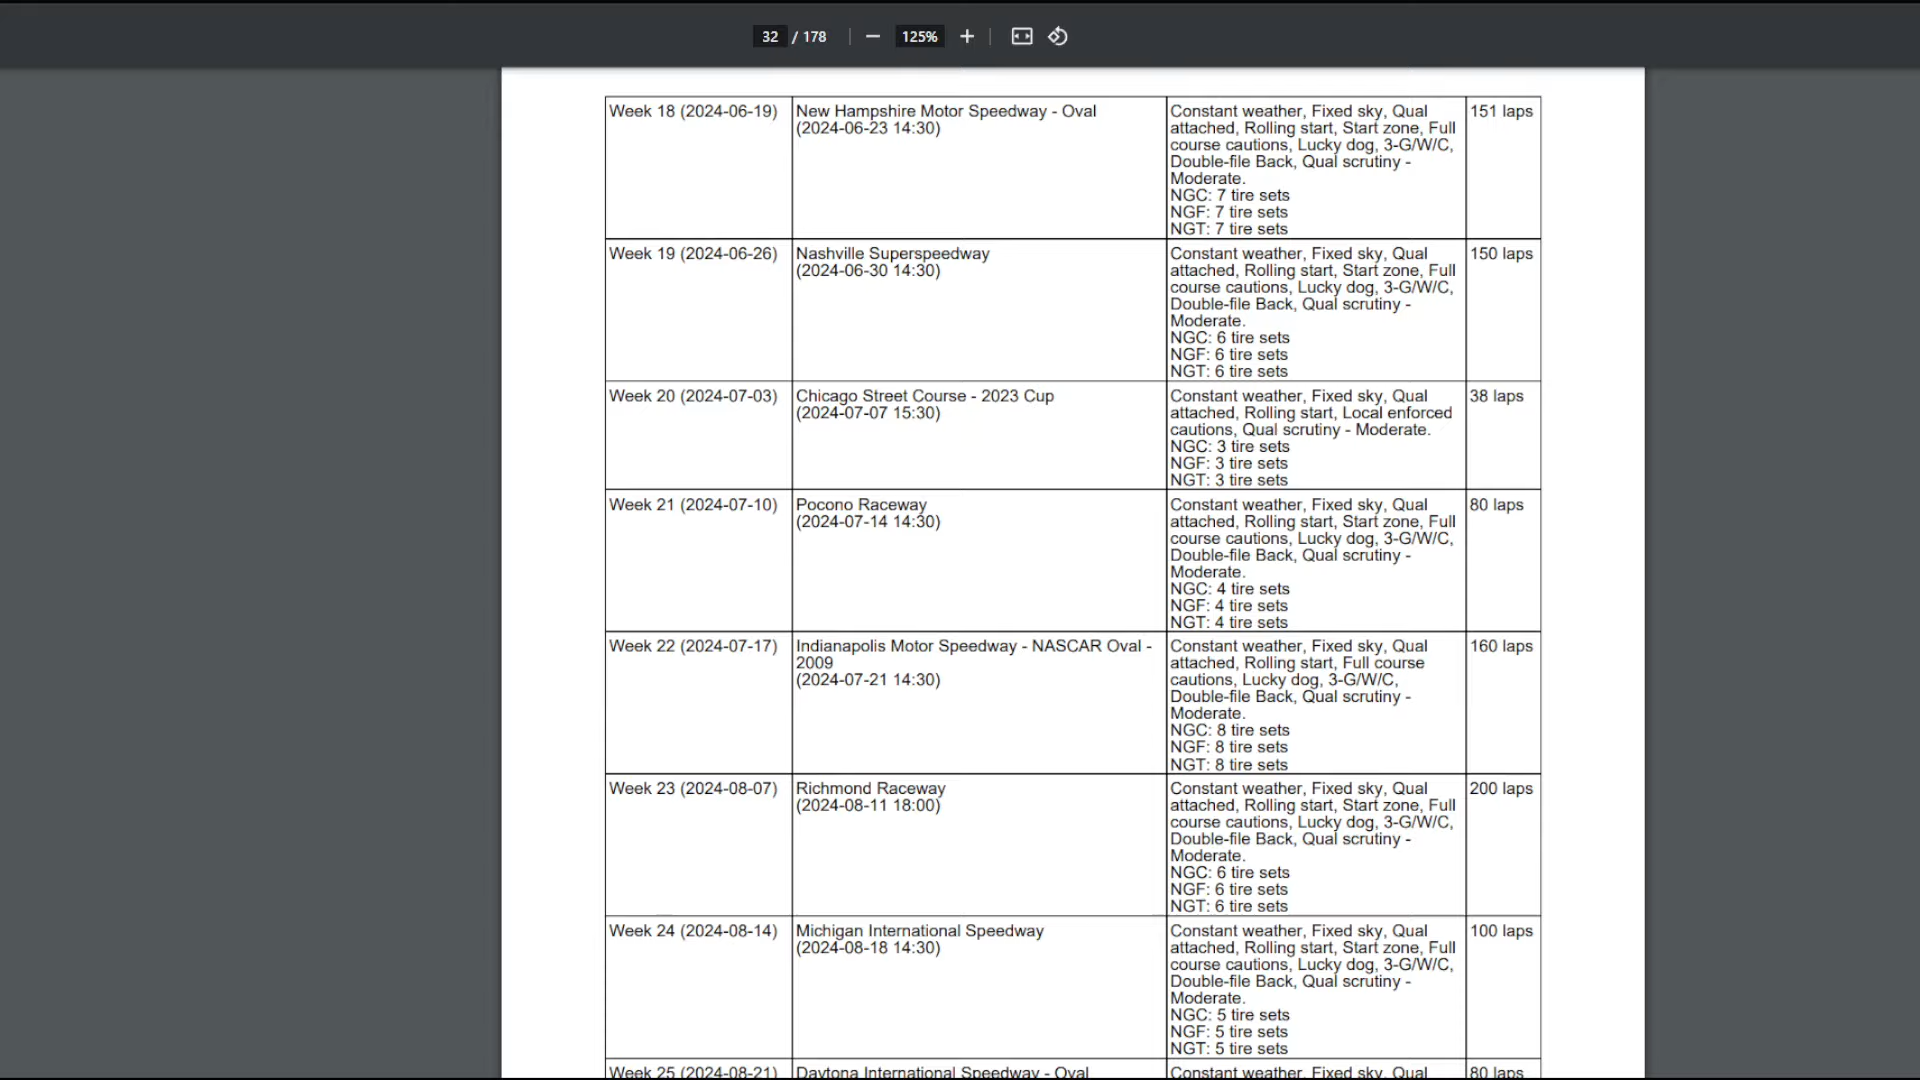 32 / 178
125%
Week 18 (2024-06-19)
New Hampshire Motor Speedway - Oval
(2024-06-23 14:30)
Constant weather, Fixed sky, Qual
attached, Rolling start, Start zone, Full
course cautions, Lucky dog, 3-G/W/C,
Double-file Back, Qual scrutiny -
Moderate.
NGC: 7 tire sets
NGF: 7 tire sets
NGT: 7 tire sets
151 laps
Week 19 (2024-06-26)
Nashville Superspeedway
(2024-06-30 14:30)
Constant weather, Fixed sky, Qual
attached, Rolling start, Start zone, Full
course cautions, Lucky dog, 3-G/W/C,
Double-file Back, Qual scrutiny -
Moderate.
NGC: 6 tire sets
NGF: 6 tire sets
NGT: 6 tire sets
150 laps
Week 20 (2024-07-03)
Chicago Street Course - 2023 Cup
(2024-07-07 15:30)
Constant weather, Fixed sky, Qual
attached, Rolling start, Local enforced
cautions, Qual scrutiny - Moderate.
NGC: 3 tire sets
NGF: 3 tire sets
NGT: 3 tire sets
38 laps
Week 21 (2024-07-10)
Pocono Raceway
(2024-07-14 14:30)
Constant weather, Fixed sky, Qual
attached, Rolling start, Start zone, Full
course cautions, Lucky dog, 3-G/W/C,
Double-file Back, Qual scrutiny -
Moderate.
NGC: 4 tire sets
NGF: 4 tire sets
NGT: 4 tire sets
80 laps
Week 22 (2024-07-17)
Indianapolis Motor Speedway - NASCAR Oval -
2009
(2024-07-21 14:30)
Constant weather, Fixed sky, Qual
attached, Rolling start, Full course
cautions, Lucky dog, 3-G/W/C,
Double-file Back, Qual scrutiny -
Moderate.
NGC: 8 tire sets
NGF: 8 tire sets
NGT: 8 tire sets
160 laps
Week 23 (2024-08-07)
Richmond Raceway
(2024-08-11 18:00)
Constant weather, Fixed sky, Qual
attached, Rolling start, Start zone, Full
course cautions, Lucky dog, 3-G/W/C,
Double-file Back, Qual scrutiny -
Moderate.
NGC: 6 tire sets
NGF: 6 tire sets
NGT: 6 tire sets
200 laps
Week 24 (2024-08-14)
Michigan International Speedway
(2024-08-18 14:30)
Constant weather, Fixed sky, Qual
attached, Rolling start, Start zone, Full
course cautions, Lucky dog, 3-G/W/C,
Double-file Back, Qual scrutiny -
Moderate.
NGC: 5 tire sets
NGF: 5 tire sets
NGT: 5 tire sets
100 laps
Week 25 (2024-08-21)
Daytona International Speedway - Oval
Constant weather, Fixed sky, Qual
80 laps